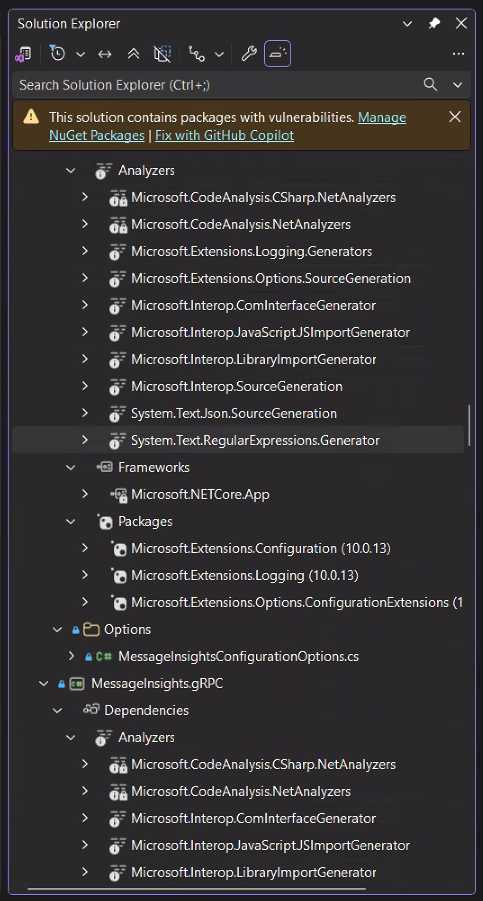 Solution Explorer
Search Solution Explorer (Ctrl+;)
This solution contains packages with vulnerabilities. Manage
NuGet Packages | Fix with GitHub Copilot
Analyzers
Microsoft.CodeAnalysis.CSharp.NetAnalyzers
Microsoft.CodeAnalysis.NetAnalyzers
Microsoft.Extensions.Logging.Generators
Microsoft.Extensions.Options.SourceGeneration
Microsoft.Interop.ComInterfaceGenerator
Microsoft.Interop.JavaScript.JSImportGenerator
Microsoft.Interop.LibraryImportGenerator
Microsoft.Interop.SourceGeneration
System.Text.Json.SourceGeneration
System.Text.RegularExpressions.Generator
Frameworks
Microsoft.NETCore.App
Packages
Microsoft.Extensions.Configuration (10.0.13)
Microsoft.Extensions.Logging (10.0.13)
Microsoft.Extensions.Options.ConfigurationExtensions (1
Options
C# MessageInsightsConfigurationOptions.cs
MessageInsights.gRPC
Dependencies
Analyzers
Microsoft.CodeAnalysis.CSharp.NetAnalyzers
Microsoft.CodeAnalysis.NetAnalyzers
Microsoft.Interop.ComInterfaceGenerator
Microsoft.Interop.JavaScript.JSImportGenerator
Microsoft.Interop.LibraryImportGenerator